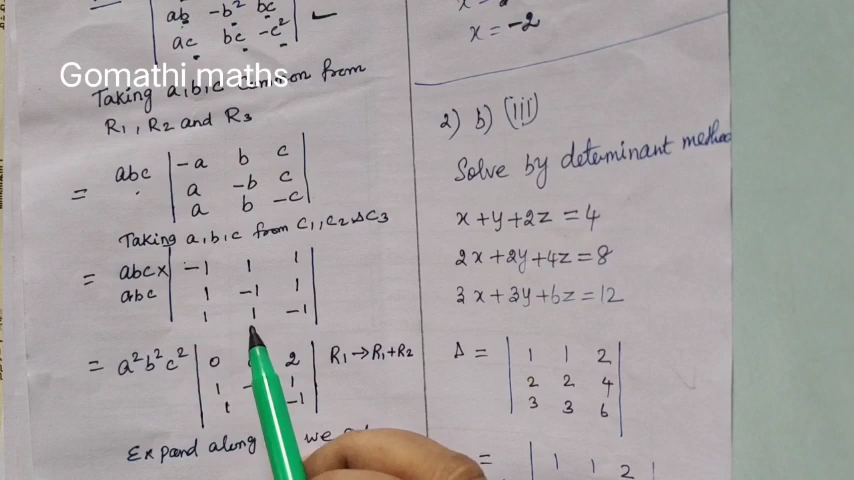 ab -b² bc
ac bc -c²
Gomathi maths
Taking a,b,c common from
R1, R2 and R3
= abc | -a b c |
| a -b c |
| a b -c |
Taking a,b,c from C1, C2 & C3
= abc x | -1 1 1 |
abc | 1 -1 1 |
| 1 1 -1 |
= a²b²c² | 0 2 | R1→R1+R2
| 1 1 |
| 1 -1 |
Expand along we
x = -2
2) b) (iii)
Solve by determinant
x+y+2z = 4
2x+2y+4z = 8
3x+3y+6z = 12
Δ = | 1 1 2 |
| 2 2 4 |
| 3 3 6 |
= | 1 1 2 |